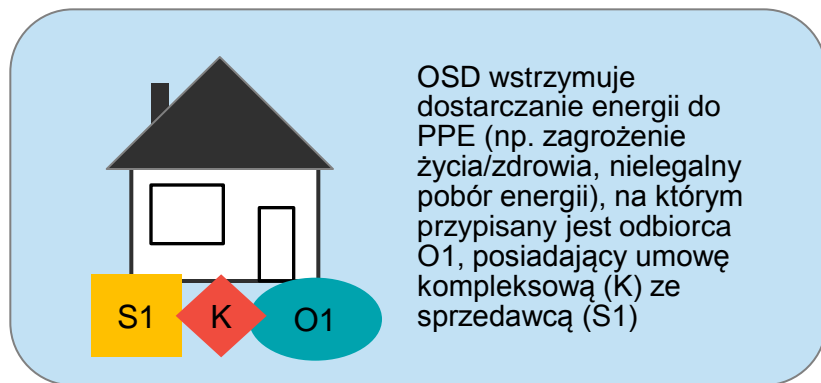 OSD wstrzymuje
dostarczanie energii do
PPE (np. zagrożenie
życia/zdrowia, nielegalny
pobór energii), na którym
przypisany jest odbiorca
O1, posiadający umowę
kompleksową (K) ze
sprzedawcą (S1)
S1 K O1